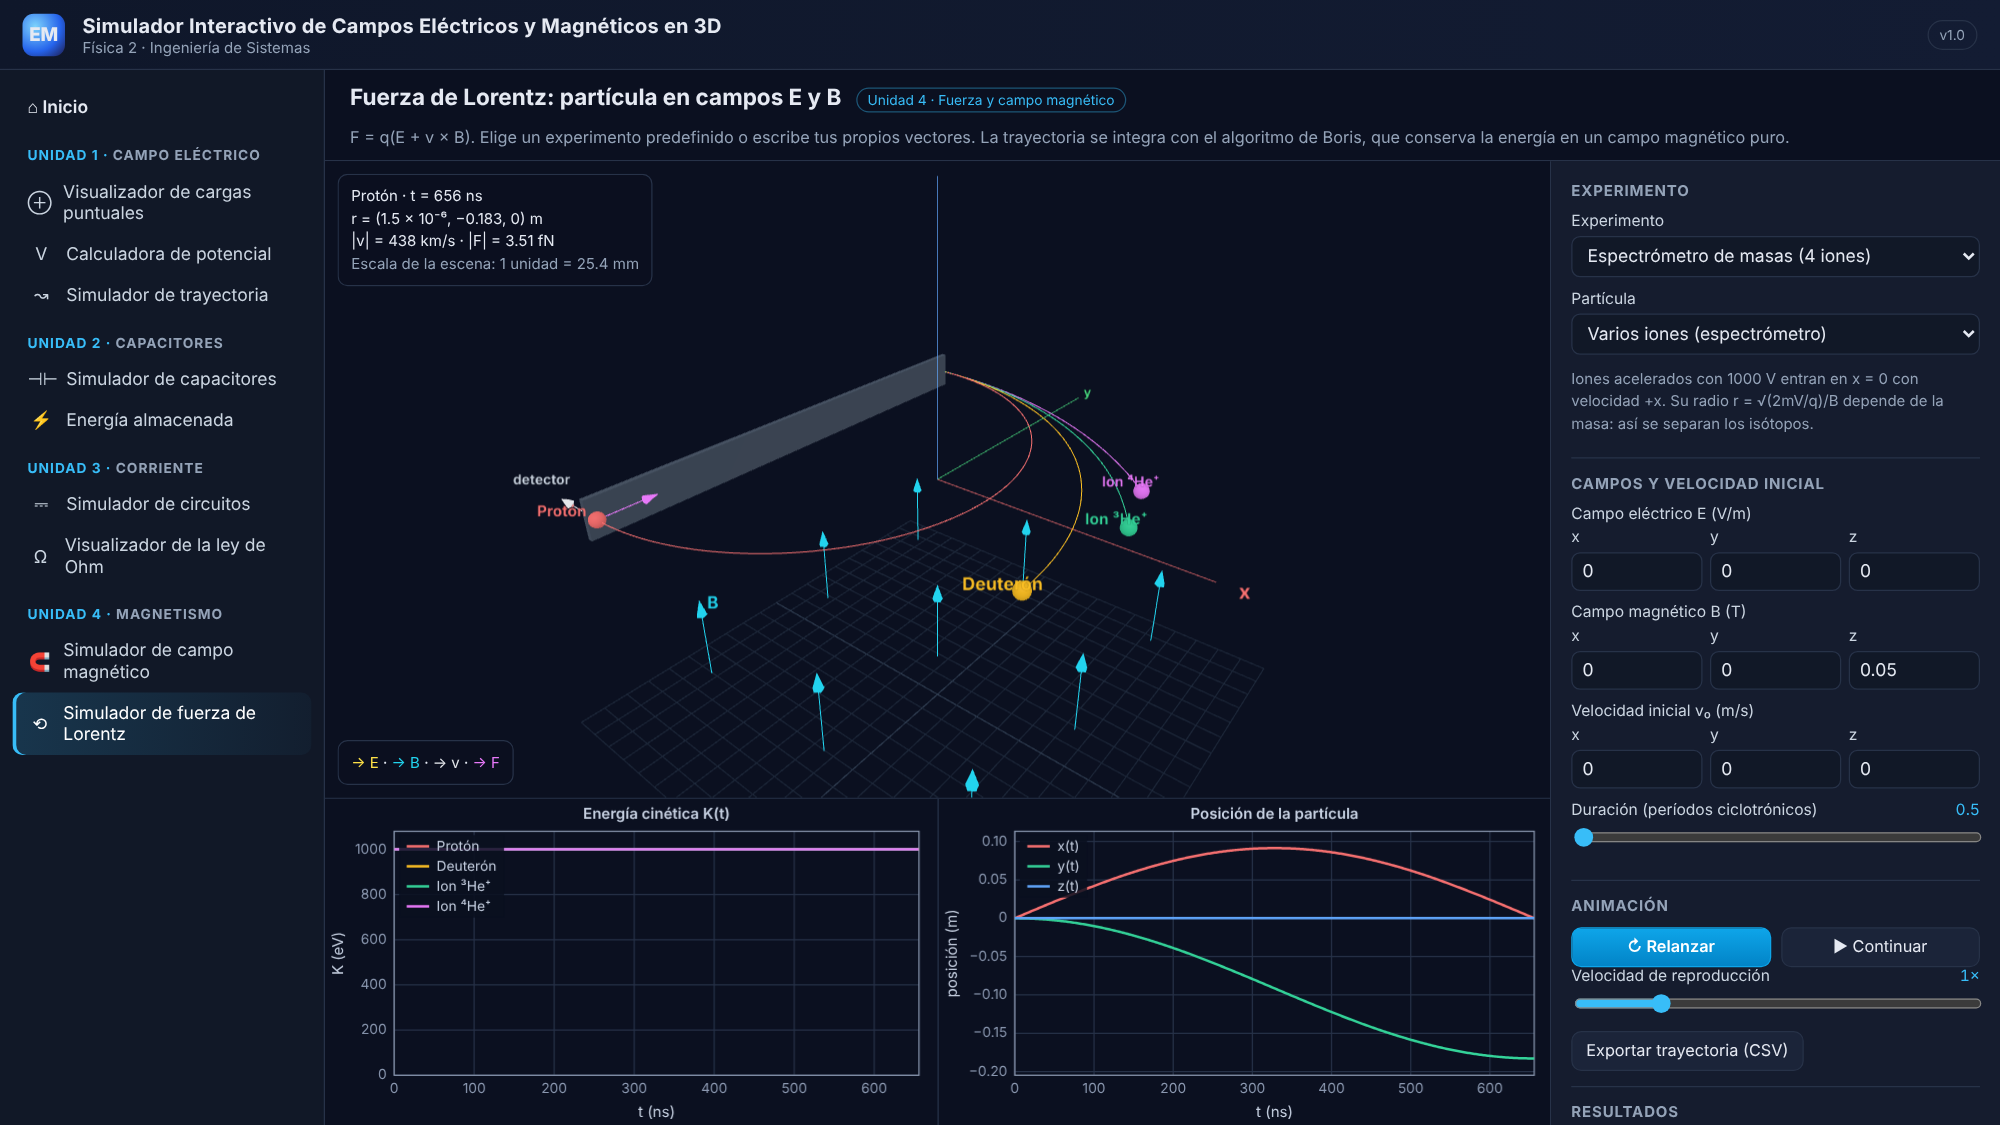 EM
Simulador Interactivo de Campos Eléctricos y Magnéticos en 3D
Física 2 · Ingeniería de Sistemas
v1.0
⌂ Inicio
UNIDAD 1 · CAMPO ELÉCTRICO
Visualizador de cargas
puntuales
V Calculadora de potencial
↝ Simulador de trayectoria
UNIDAD 2 · CAPACITORES
⊣⊢ Simulador de capacitores
⚡ Energía almacenada
UNIDAD 3 · CORRIENTE
⎓ Simulador de circuitos
Ω Visualizador de la ley de
Ohm
UNIDAD 4 · MAGNETISMO
🧲 Simulador de campo
magnético
⟲ Simulador de fuerza de
Lorentz
Fuerza de Lorentz: partícula en campos E y B
Unidad 4 · Fuerza y campo magnético
F = q(E + v × B). Elige un experimento predefinido o escribe tus propios vectores. La trayectoria se integra con el algoritmo de Boris, que conserva la energía en un campo magnético puro.
Protón · t = 656 ns
r = (1.5 × 10⁻⁶, −0.183, 0) m
|v| = 438 km/s · |F| = 3.51 fN
Escala de la escena: 1 unidad = 25.4 mm
y
detector
Protón
Ion ⁴He⁺
Ion ³He⁺
Deuterón
x
B
→ E · → B · → v · → F
Energía cinética K(t)
Protón
Deuterón
Ion ³He⁺
Ion ⁴He⁺
K (eV)
1000
800
600
400
200
0
0 100 200 300 400 500 600
t (ns)
Posición de la partícula
x(t)
y(t)
z(t)
posición (m)
0.10
0.05
0
−0.05
−0.10
−0.15
−0.20
0 100 200 300 400 500 600
t (ns)
EXPERIMENTO
Experimento
Espectrómetro de masas (4 iones)
Partícula
Varios iones (espectrómetro)
Iones acelerados con 1000 V entran en x = 0 con
velocidad +x. Su radio r = √(2mV/q)/B depende de la
masa: así se separan los isótopos.
CAMPOS Y VELOCIDAD INICIAL
Campo eléctrico E (V/m)
x y z
0 0 0
Campo magnético B (T)
x y z
0 0 0.05
Velocidad inicial v₀ (m/s)
x y z
0 0 0
Duración (períodos ciclotrónicos) 0.5
ANIMACIÓN
↻ Relanzar ▶ Continuar
Velocidad de reproducción 1×
Exportar trayectoria (CSV)
RESULTADOS